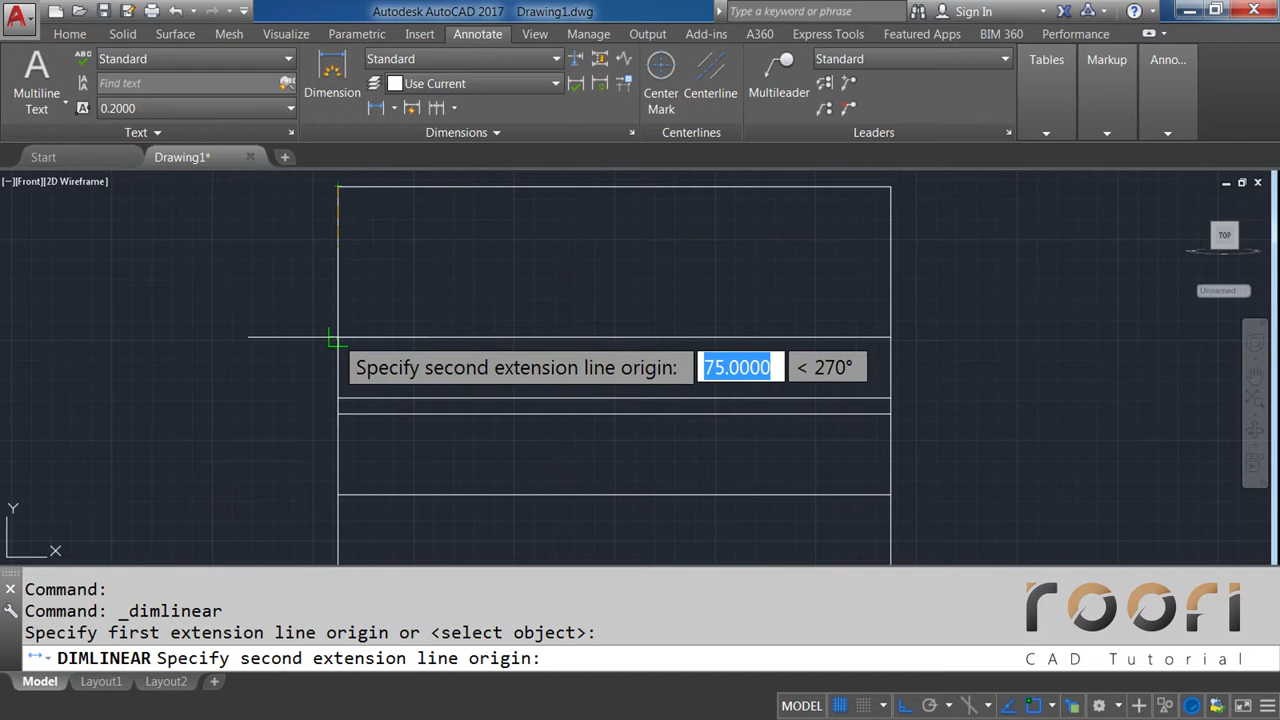 Autodesk AutoCAD 2017 Drawing1.dwg
Type a keyword or phrase
Sign In
Home Solid Surface Mesh Visualize Parametric Insert Annotate View Manage Output Add-ins A360 Express Tools Featured Apps BIM 360 Performance
A
Multiline
Text
ABC
Standard
Find text
0.2000
Text
Dimension
Standard
Use Current
Dimensions
Center
Mark
Centerline
Centerlines
Multileader
Standard
Leaders
Tables
Markup
Anno...
Start
Drawing1*
[−][Front][2D Wireframe]
TOP
Unnamed
Specify second extension line origin: 75.0000 < 270°
Y
X
Command:
Command: _dimlinear
Specify first extension line origin or <select object>:
DIMLINEAR Specify second extension line origin:
roori
CAD Tutorial
Model Layout1 Layout2 +
MODEL